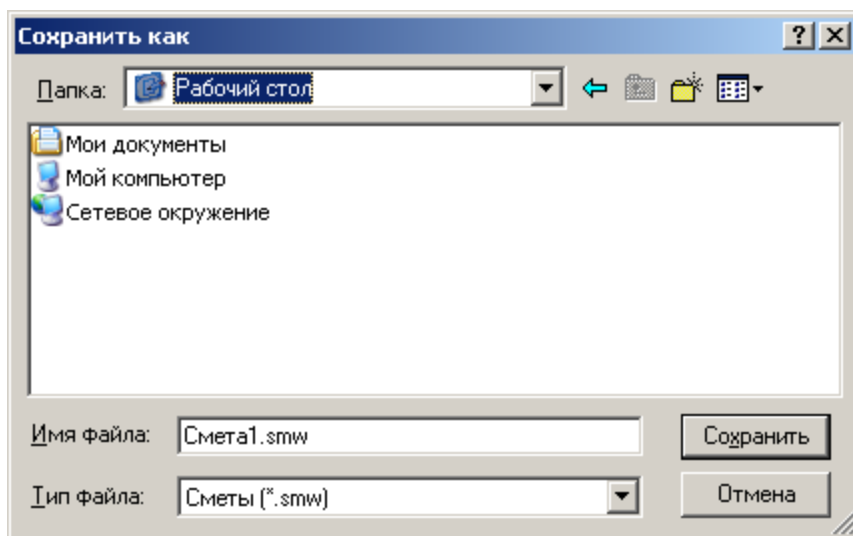 Сохранить как
Папка: Рабочий стол
Мои документы
Мой компьютер
Сетевое окружение
Имя файла: Смета1.smw Сохранить
Тип файла: Сметы (*.smw) Отмена